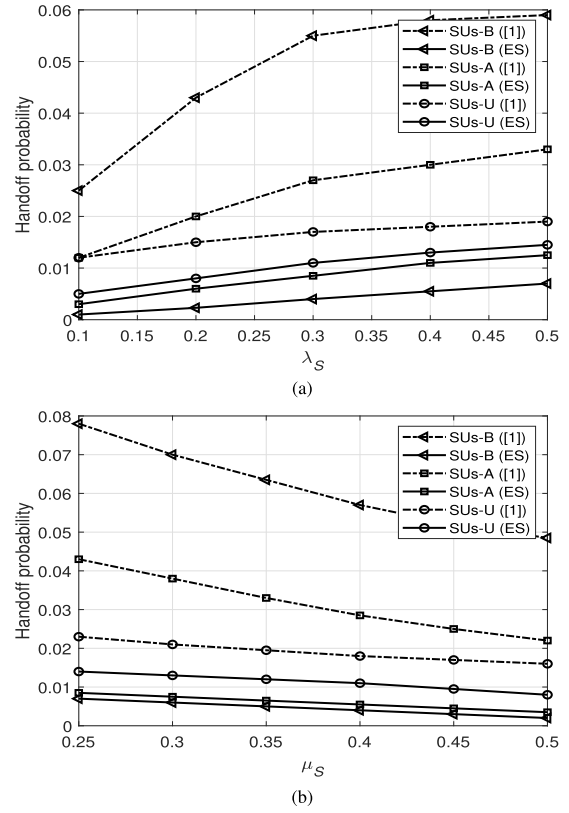 0.06
0.05
0.04
0.03
0.02
0.01
0
Handoff probability
SUs-B ([1])
SUs-B (ES)
SUs-A ([1])
SUs-A (ES)
SUs-U ([1])
SUs-U (ES)
0.1 0.15 0.2 0.25 0.3 0.35 0.4 0.45 0.5
λS
(a)
0.08
0.07
0.06
0.05
0.04
0.03
0.02
0.01
0
Handoff probability
SUs-B ([1])
SUs-B (ES)
SUs-A ([1])
SUs-A (ES)
SUs-U ([1])
SUs-U (ES)
0.25 0.3 0.35 0.4 0.45 0.5
μS
(b)